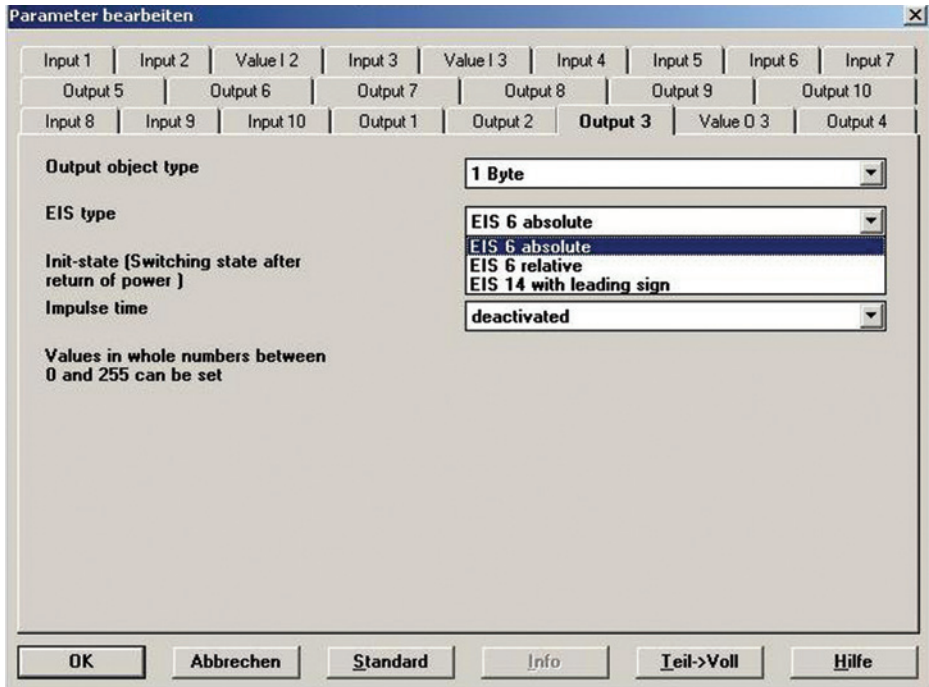 Parameter bearbeiten
Input 1 Input 2 Value I 2 Input 3 Value I 3 Input 4 Input 5 Input 6 Input 7
Output 5 Output 6 Output 7 Output 8 Output 9 Output 10
Input 8 Input 9 Input 10 Output 1 Output 2 Output 3 Value O 3 Output 4
Output object type 1 Byte
EIS type EIS 6 absolute
EIS 6 absolute
EIS 6 relative
EIS 14 with leading sign
Init-state (Switching state after
return of power )
Impulse time deactivated
Values in whole numbers between
0 and 255 can be set
OK Abbrechen Standard Info Teil->Voll Hilfe